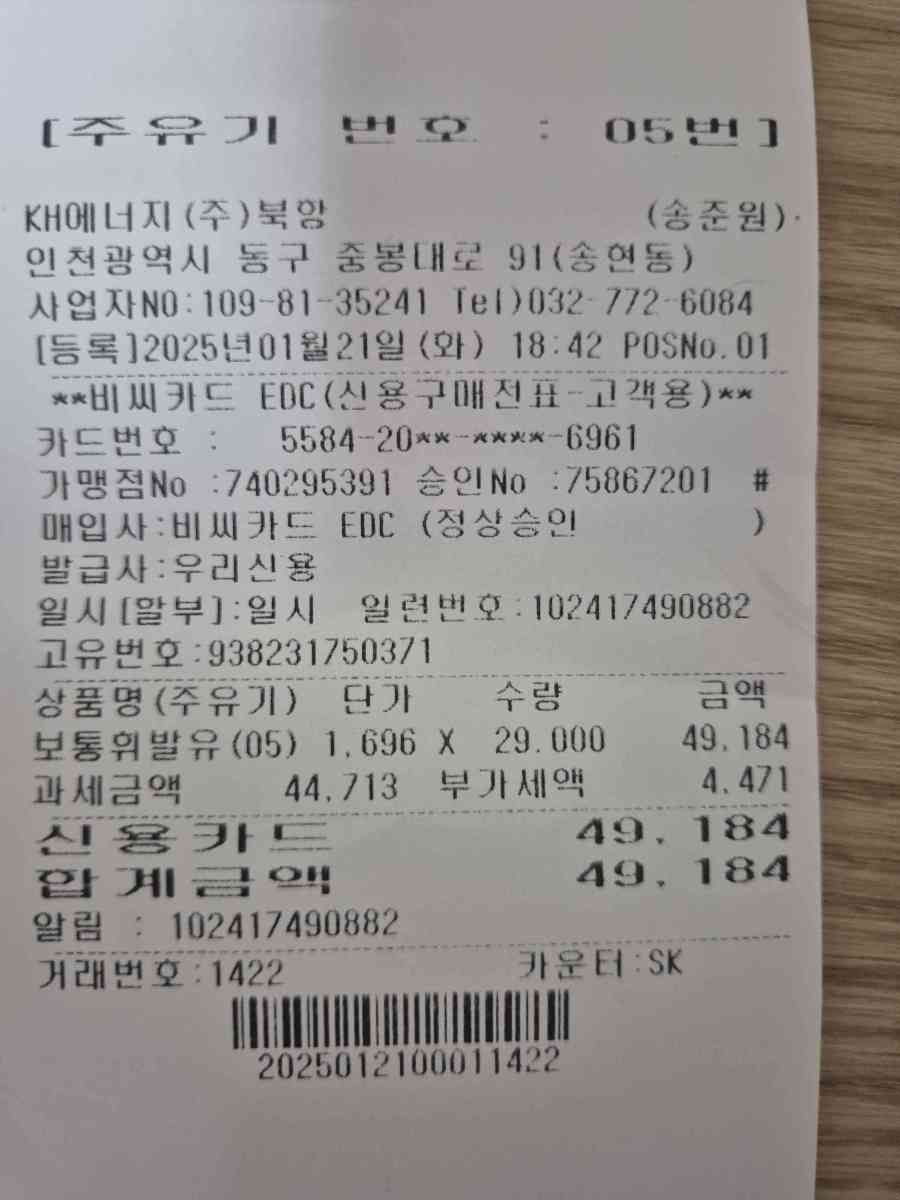 [주유기 번호 : 05번]
KH에너지(주)북항 (송준원)
인천광역시 동구 중봉대로 91(송현동)
사업자NO:109-81-35241 Tel)032-772-6084
[등록]2025년01월21일(화) 18:42 POSNo.01
**비씨카드 EDC(신용구매전표-고객용)**
카드번호 : 5584-20**-****-6961
가맹점No :740295391 승인No :75867201 #
매입사:비씨카드 EDC (정상승인 )
발급사:우리신용
일시[할부]:일시 일련번호:102417490882
고유번호:938231750371
상품명(주유기) 단가 수량 금액
보통휘발유(05) 1,696 X 29.000 49,184
과세금액 44,713 부가세액 4,471
신용카드 49,184
합계금액 49,184
알림 : 102417490882
거래번호:1422 카운터:SK
2025012100011422